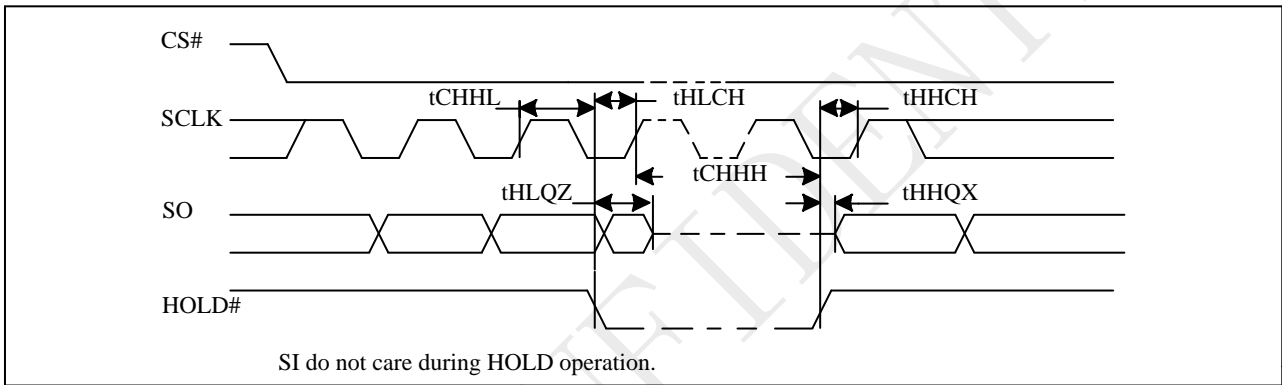 CS#
tCHHL
tHLCH
tHHCH
SCLK
tCHHH
tHLQZ
tHHQX
SO
HOLD#
SI do not care during HOLD operation.